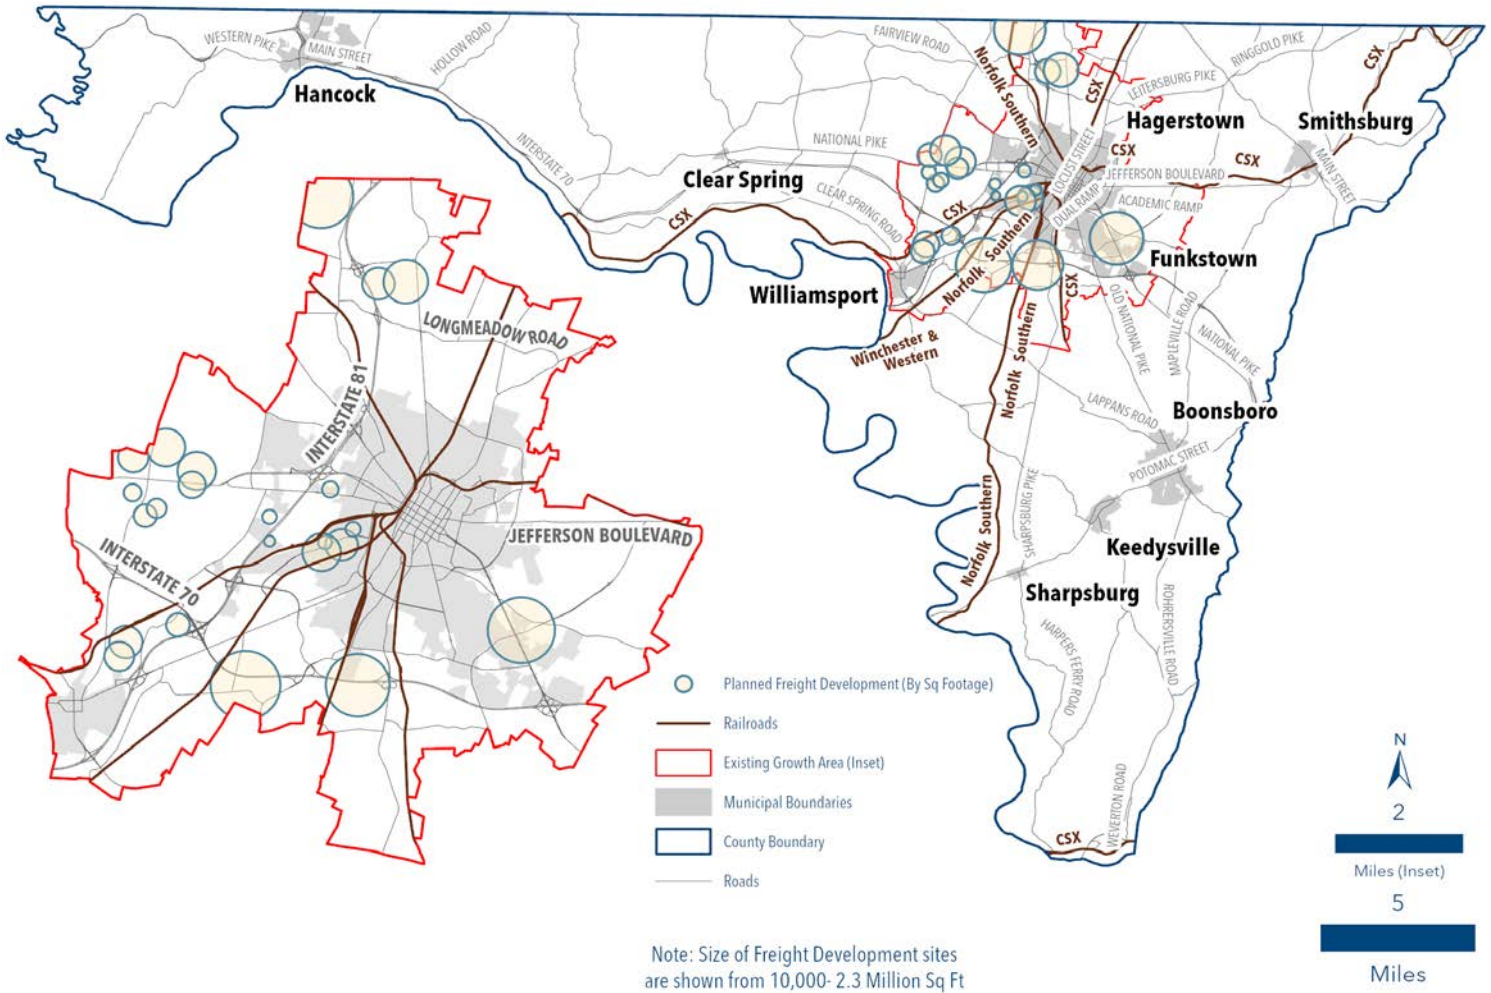 WESTERN PIKE
MAIN STREET
HOLLOW ROAD
Hancock
INTERSTATE 70
FAIRVIEW ROAD
NATIONAL PIKE
Clear Spring
CLEAR SPRING ROAD
CSX
Norfolk Southern
CSX
LEITERSBURG PIKE
RINGGOLD PIKE
CSX
Hagerstown
Smithsburg
LOCUST STREET
CSX
CSX
JEFFERSON BOULEVARD
MAIN STREET
DUAL RAMP
ACADEMIC RAMP
CSX
Norfolk Southern
Funkstown
CSX
Williamsport
Winchester &
Western
Norfolk Southern
OLD NATIONAL PIKE
MAPLEVILLE ROAD
NATIONAL PIKE
LAPPANS ROAD
Boonsboro
POTOMAC STREET
Norfolk Southern
SHARPSBURG PIKE
Keedysville
Sharpsburg
HARPERS FERRY ROAD
ROHRERSVILLE ROAD
WEVERTON ROAD
CSX
LONGMEADOW ROAD
INTERSTATE 81
JEFFERSON BOULEVARD
INTERSTATE 70
Planned Freight Development (By Sq Footage)
Railroads
Existing Growth Area (Inset)
Municipal Boundaries
County Boundary
Roads
Note: Size of Freight Development sites
are shown from 10,000- 2.3 Million Sq Ft
N
2
Miles (Inset)
5
Miles